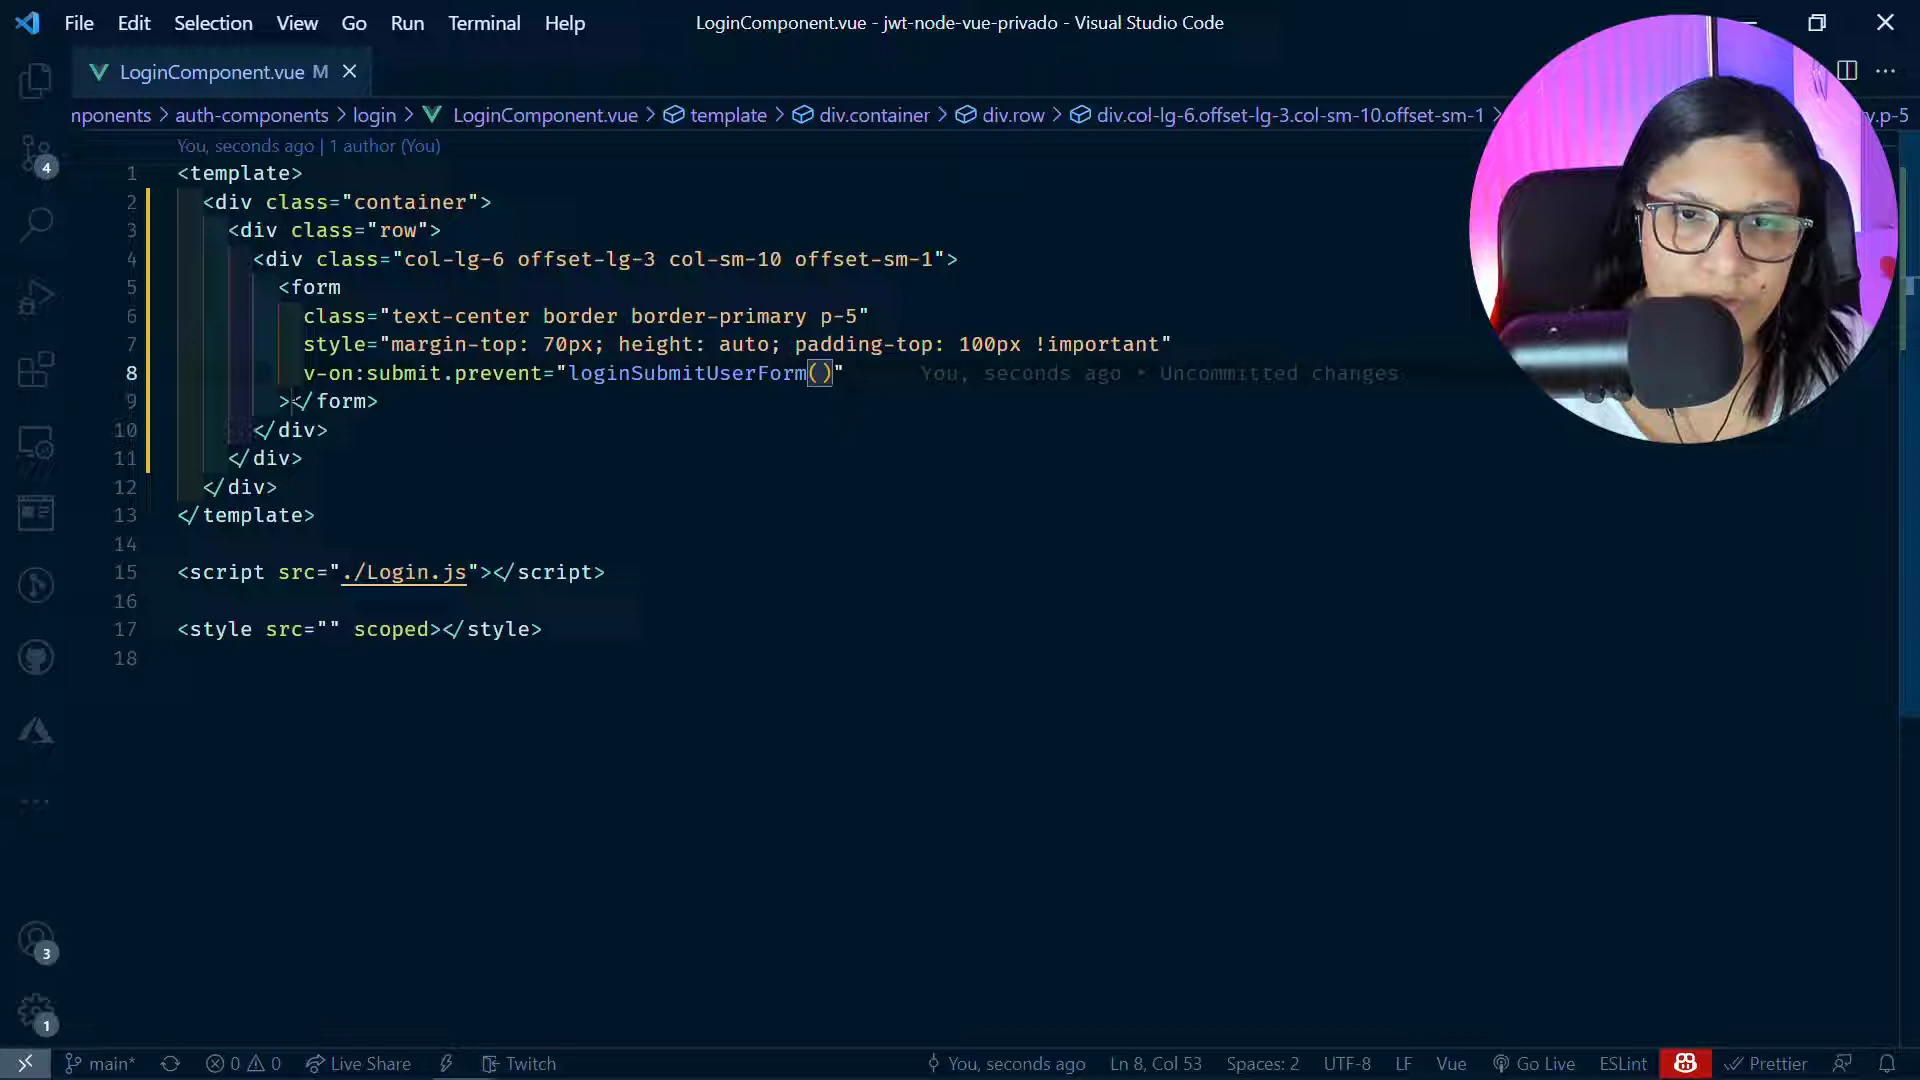 File Edit Selection View Go Run Terminal Help
LoginComponent.vue - jwt-node-vue-privado - Visual Studio Code
LoginComponent.vue M
mponents > auth-components > login > LoginComponent.vue > template > div.container > div.row > div.col-lg-6.offset-lg-3.col-sm-10.offset-sm-1 >
y.p-5
You, seconds ago | 1 author (You)
1 <template>
2 <div class="container">
3 <div class="row">
4 <div class="col-lg-6 offset-lg-3 col-sm-10 offset-sm-1">
5 <form
6 class="text-center border border-primary p-5"
7 style="margin-top: 70px; height: auto; padding-top: 100px !important"
8 v-on:submit.prevent="loginSubmitUserForm()" You, seconds ago • Uncommitted changes
9 ></form>
10 </div>
11 </div>
12 </div>
13 </template>
14
15 <script src="./Login.js"></script>
16
17 <style src="" scoped></style>
18
4
3
1
main* 0 0 Live Share Twitch You, seconds ago Ln 8, Col 53 Spaces: 2 UTF-8 LF Vue Go Live ESLint Prettier